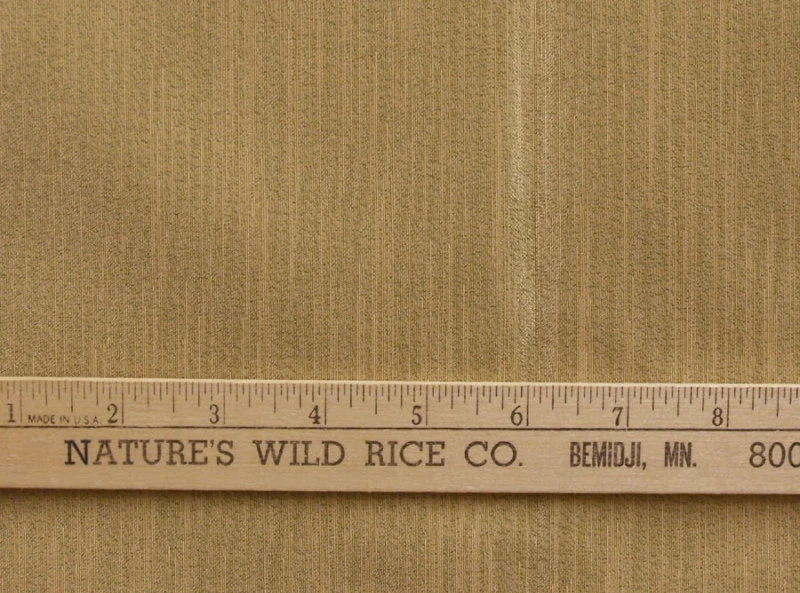 1 MADE IN U.S.A. 2 3 4 5 6 7 8
NATURE'S WILD RICE CO. BEMIDJI, MN. 800